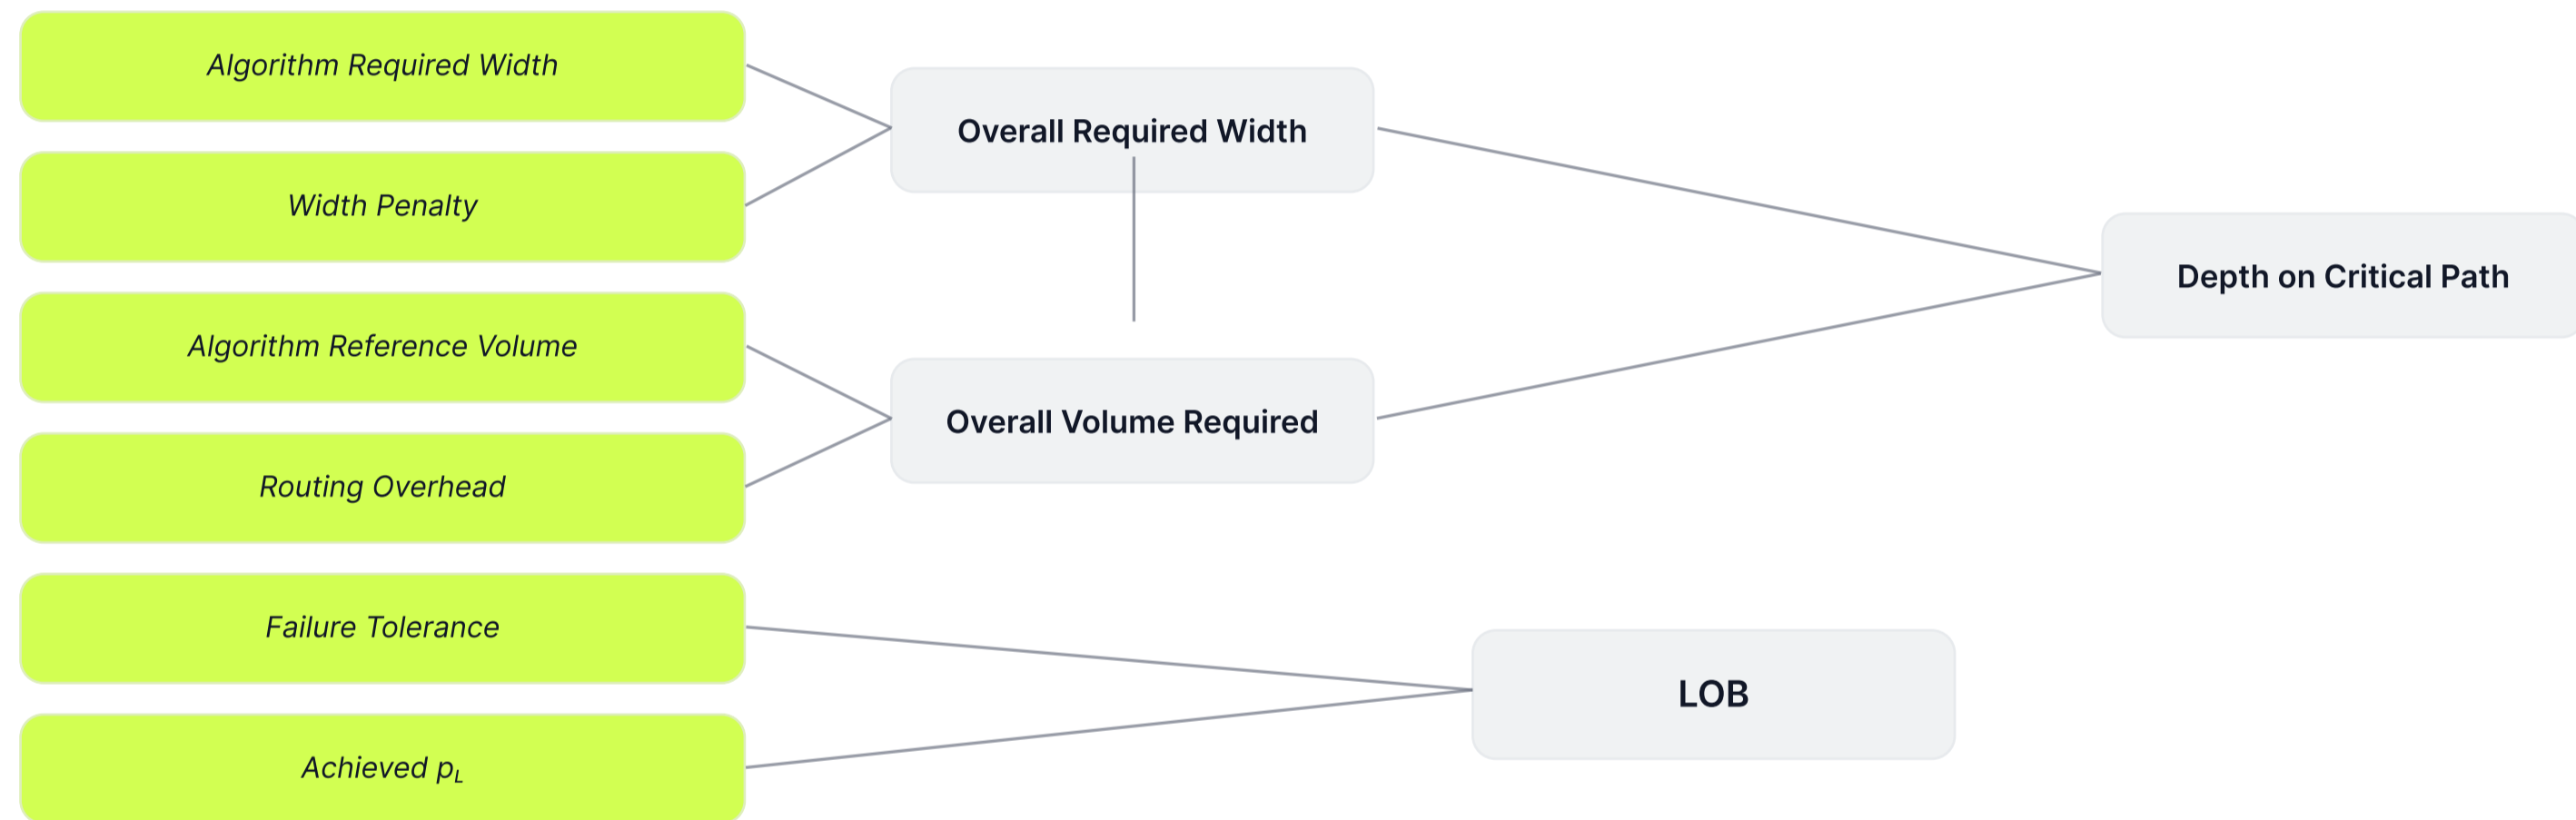 Algorithm Required Width
Width Penalty
Algorithm Reference Volume
Routing Overhead
Failure Tolerance
Achieved pL
Overall Required Width
Overall Volume Required
LOB
Depth on Critical Path